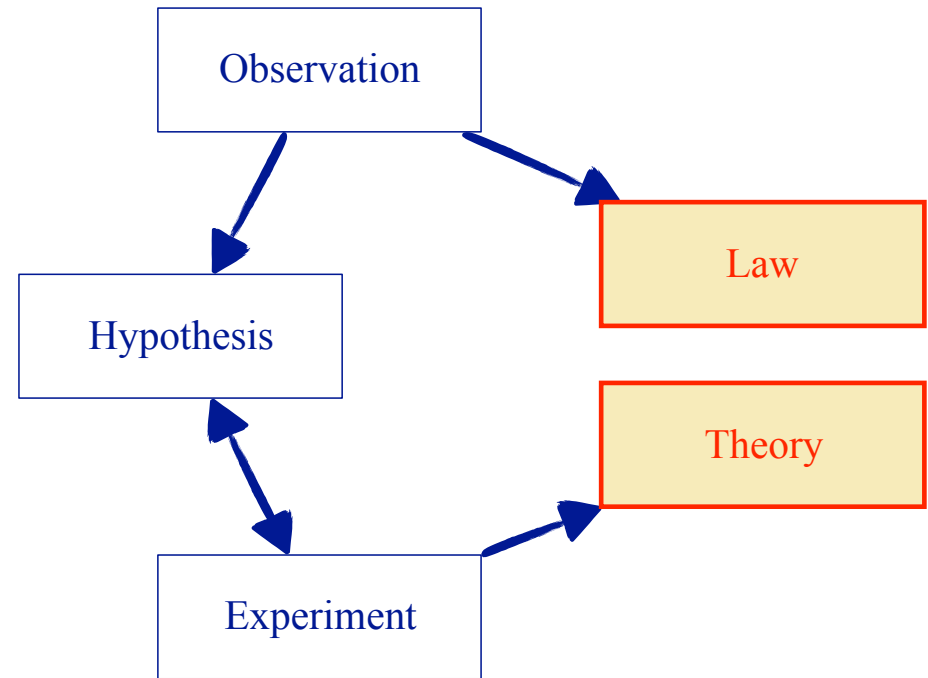 Observation
Law
Hypothesis
Theory
Experiment